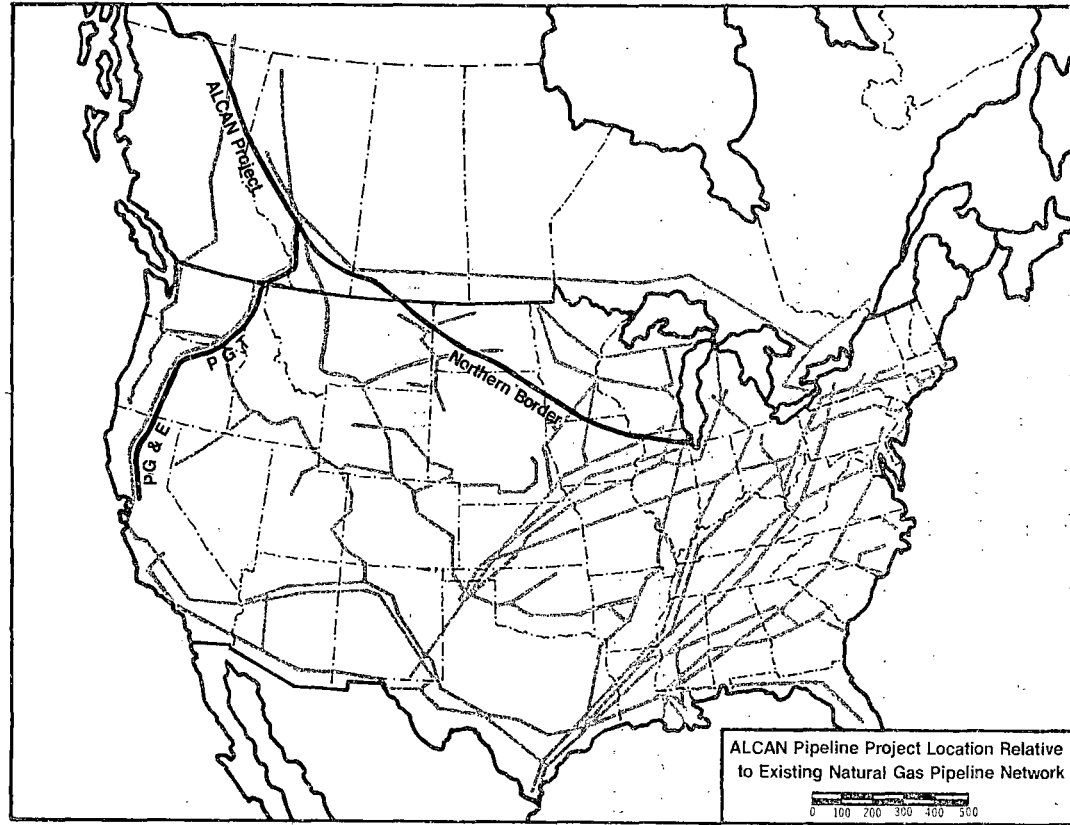 ALCAN Project
Northern Border
P G T
PG & E
ALCAN Pipeline Project Location Relative
to Existing Natural Gas Pipeline Network
0 100 200 300 400 500